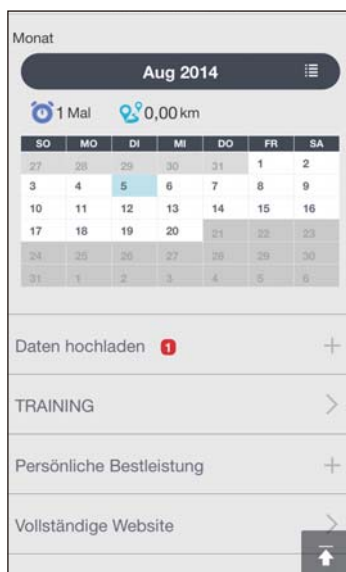 Monat
Aug 2014
1 Mal 0,00 km
SO MO DI MI DO FR SA
27 28 29 30 31 1 2
3 4 5 6 7 8 9
10 11 12 13 14 15 16
17 18 19 20 21 22 23
24 25 26 27 28 29 30
31 1 2 3 4 5 6
Daten hochladen 1
TRAINING
Persönliche Bestleistung
Vollständige Website